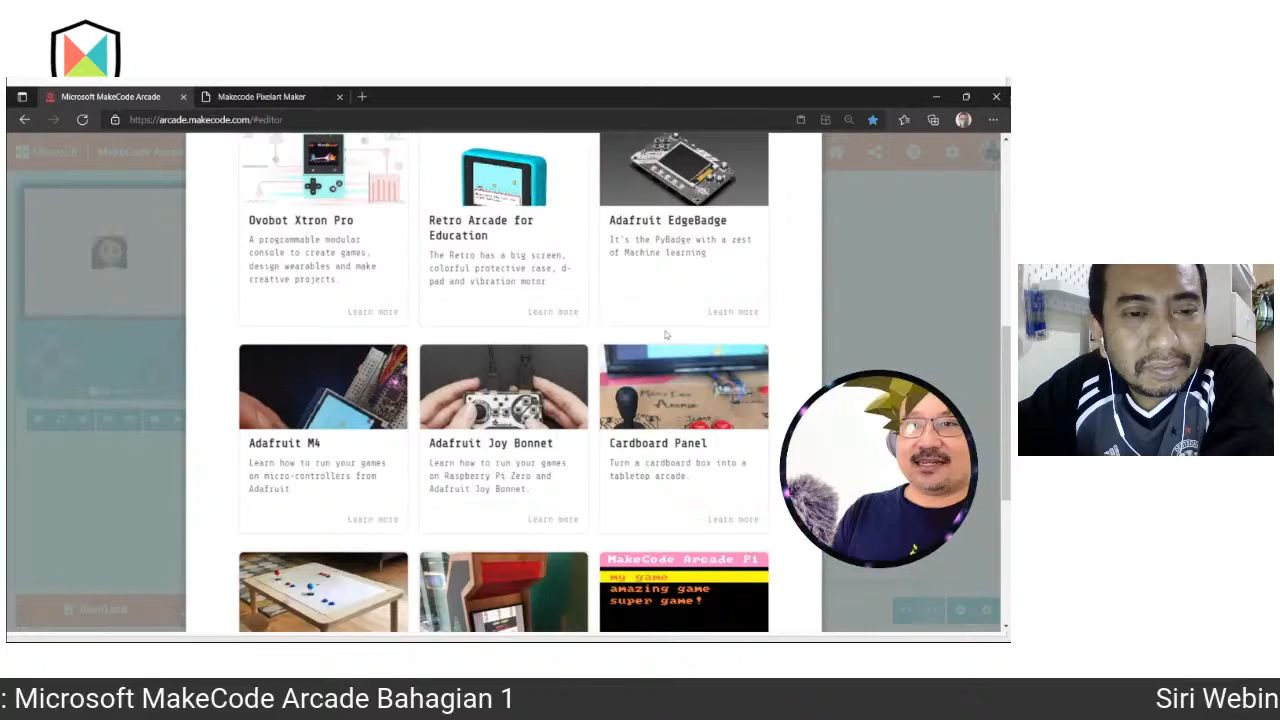 Microsoft MakeCode Arcade
Makecode Pixelart Maker
https://arcade.makecode.com/#editor
Microsoft
MakeCode Arcade
Ovobot Xtron Pro
A programmable modular
console to create games,
design wearables and make
creative projects.
Learn more
Retro Arcade for
Education
The Retro has a big screen,
colorful protective case, d-
pad and vibration motor
Learn more
Adafruit EdgeBadge
It's the PyBadge with a zest
of Machine learning
Learn more
Adafruit M4
Learn how to run your games
on micro-controllers from
Adafruit
Learn more
Adafruit Joy Bonnet
Learn how to run your games
on Raspberry Pi Zero and
Adafruit Joy Bonnet.
Learn more
Cardboard Panel
Turn a cardboard box into a
tabletop arcade.
Learn more
MakeCode Arcade Pi
my game
amazing game
super game!
Download
: Microsoft MakeCode Arcade Bahagian 1
Siri Webin